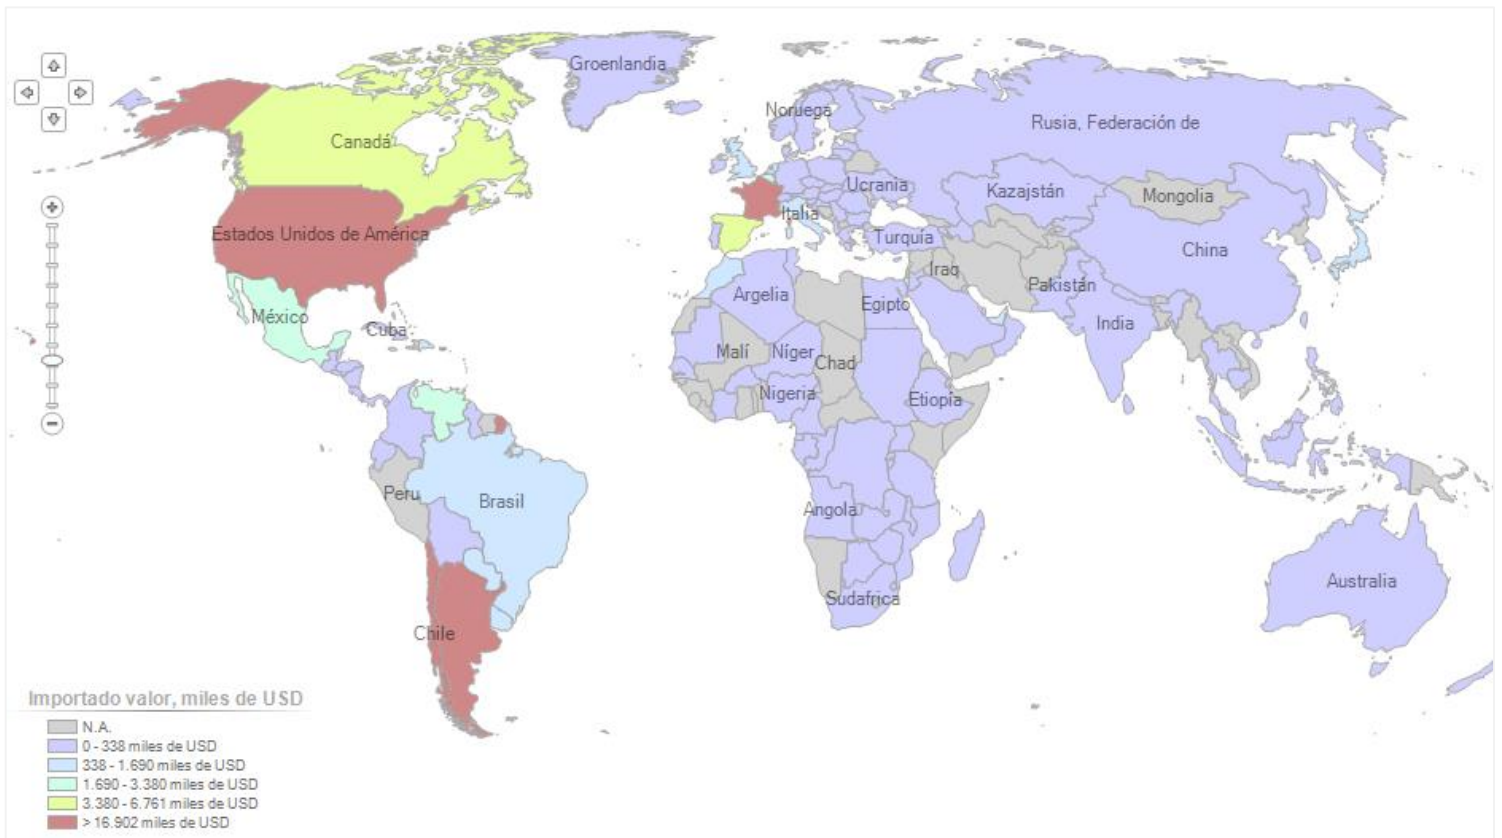 Groenlandia
Noruega
Rusia, Federación de
Canadá
Ucrania
Kazajstán
Mongolia
Italia
Estados Unidos de América
Turquía
China
Iraq
Pakistán
Argelia
Egipto
México
Cuba
India
Malí
Níger
Chad
Nigeria
Etiopía
Peru
Brasil
Angola
Australia
Sudafrica
Chile
Importado valor, miles de USD
N.A.
0 - 338 miles de USD
338 - 1.690 miles de USD
1.690 - 3.380 miles de USD
3.380 - 6.761 miles de USD
> 16.902 miles de USD